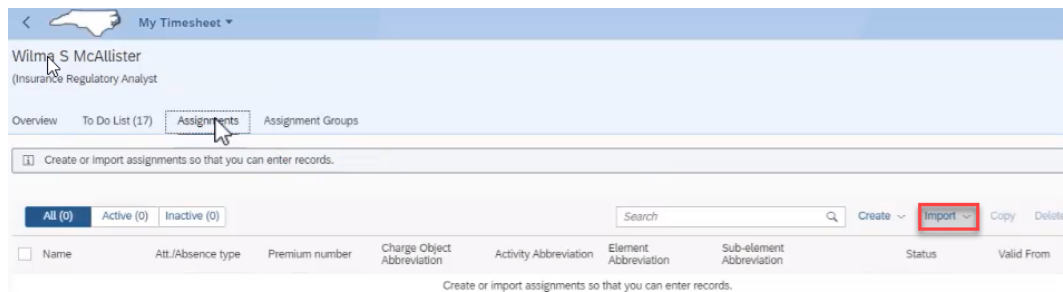 My Timesheet
Wilma S McAllister
(Insurance Regulatory Analyst
Overview To Do List (17) Assignments Assignment Groups
Create or import assignments so that you can enter records.
All (0) Active (0) Inactive (0) Search Create Import Copy Delete
Name Att./Absence type Premium number Charge Object Abbreviation Activity Abbreviation Element Abbreviation Sub-element Abbreviation Status Valid From
Create or import assignments so that you can enter records.